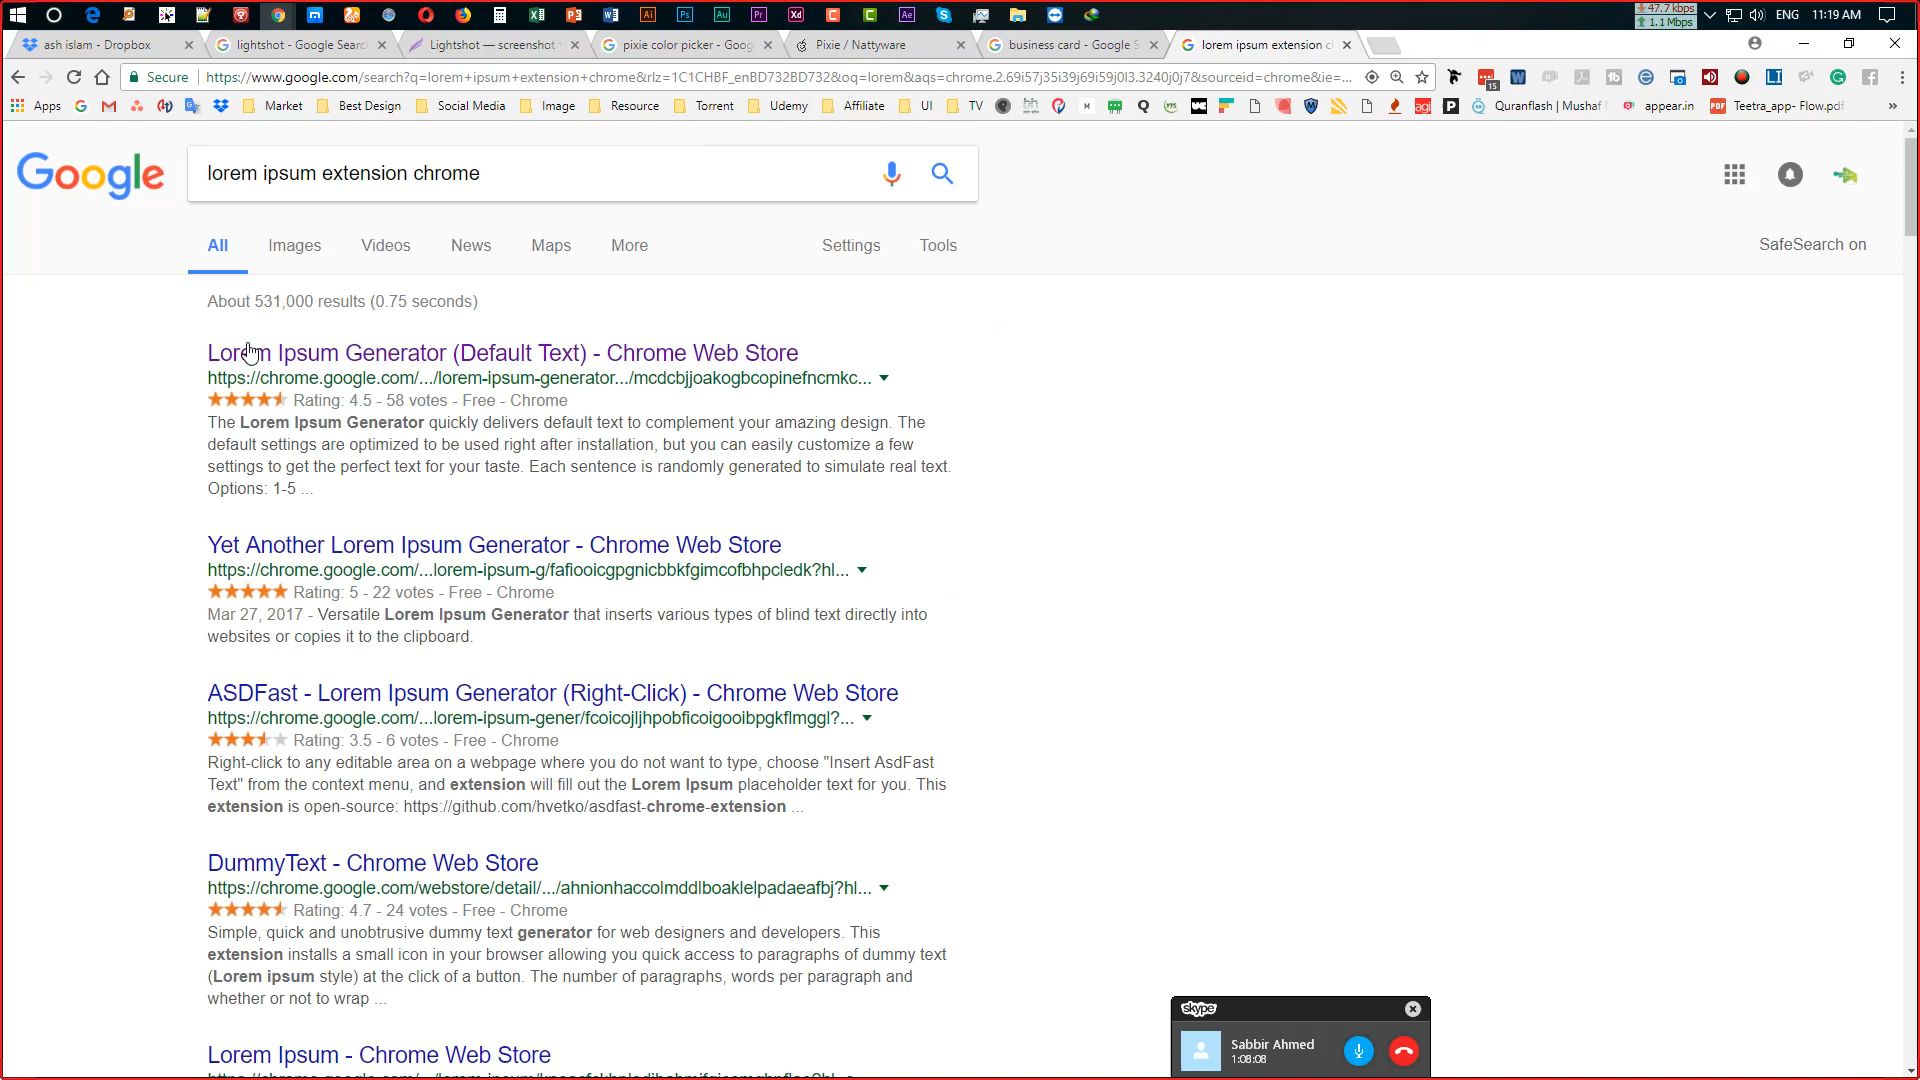 47.7 kbps
1.1 Mbps
ENG
11:19 AM
ash islam - Dropbox
lightshot - Google Searc
Lightshot — screenshot t
pixie color picker - Goog
Pixie / Nattyware
business card - Google S
lorem ipsum extension c
Secure
https://www.google.com/search?q=lorem+ipsum+extension+chrome&rlz=1C1CHBF_enBD732BD732&oq=lorem&aqs=chrome.2.69i57j35i39j69i59j0l3.3240j0j7&sourceid=chrome&ie=...
15
Apps
Market
Best Design
Social Media
Image
Resource
Torrent
Udemy
Affiliate
UI
TV
Quranflash | Mushaf
appear.in
Teetra_app- Flow.pdf
Google
lorem ipsum extension chrome
All
Images
Videos
News
Maps
More
Settings
Tools
SafeSearch on
About 531,000 results (0.75 seconds)
Lorem Ipsum Generator (Default Text) - Chrome Web Store
https://chrome.google.com/.../lorem-ipsum-generator.../mcdcbjjoakogbcopinefncmkc...
Rating: 4.5 - 58 votes - Free - Chrome
The Lorem Ipsum Generator quickly delivers default text to complement your amazing design. The
default settings are optimized to be used right after installation, but you can easily customize a few
settings to get the perfect text for your taste. Each sentence is randomly generated to simulate real text.
Options: 1-5 ...
Yet Another Lorem Ipsum Generator - Chrome Web Store
https://chrome.google.com/...lorem-ipsum-g/fafiooicgpgnicbbkfgimcofbhpcledk?hl...
Rating: 5 - 22 votes - Free - Chrome
Mar 27, 2017 - Versatile Lorem Ipsum Generator that inserts various types of blind text directly into
websites or copies it to the clipboard.
ASDFast - Lorem Ipsum Generator (Right-Click) - Chrome Web Store
https://chrome.google.com/...lorem-ipsum-gener/fcoicojljhpobficoigooibpgkflmggl?...
Rating: 3.5 - 6 votes - Free - Chrome
Right-click to any editable area on a webpage where you do not want to type, choose "Insert AsdFast
Text" from the context menu, and extension will fill out the Lorem Ipsum placeholder text for you. This
extension is open-source: https://github.com/hvetko/asdfast-chrome-extension ...
DummyText - Chrome Web Store
https://chrome.google.com/webstore/detail/.../ahnionhaccolmddlboaklelpadaeafbj?hl...
Rating: 4.7 - 24 votes - Free - Chrome
Simple, quick and unobtrusive dummy text generator for web designers and developers. This
extension installs a small icon in your browser allowing you quick access to paragraphs of dummy text
(Lorem ipsum style) at the click of a button. The number of paragraphs, words per paragraph and
whether or not to wrap ...
Lorem Ipsum - Chrome Web Store
skype
Sabbir Ahmed
1:08:08